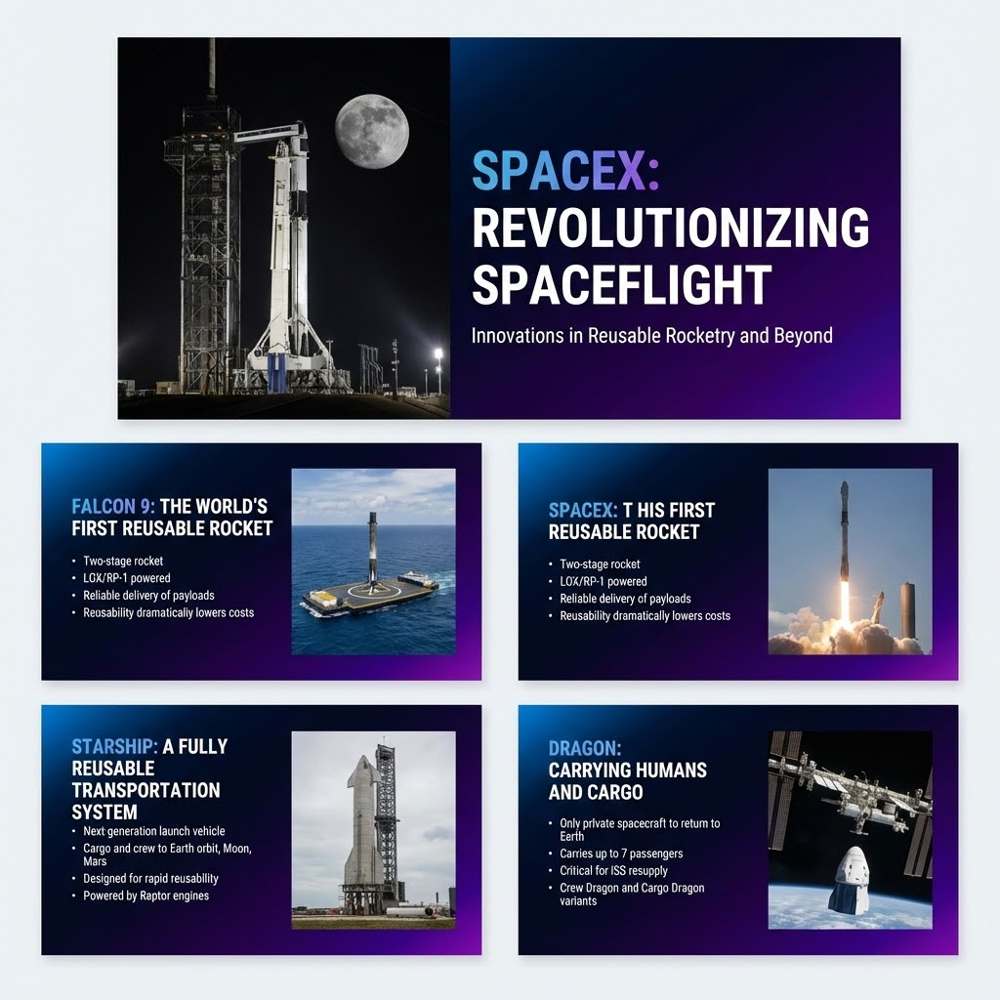 SPACEX:
REVOLUTIONIZING
SPACEFLIGHT
Innovations in Reusable Rocketry and Beyond
FALCON 9: THE WORLD'S
FIRST REUSABLE ROCKET
• Two-stage rocket
• LGX/RP-1 powered
• Reliable delivery of payloads
• Reusability dramatically lowers costs
SPACEX: T HIS FIRST
REUSABLE ROCKET
• Two-stage rocket
• LOX/RP-1 powered
• Reliable delivery of payloads
• Reusability dramatically lowers costs
STARSHIP: A FULLY
REUSABLE
TRANSPORTATION
SYSTEM
• Next generation launch vehicle
• Cargo and crew to Earth orbit, Moon,
Mars
• Designed for rapid reusability
• Powered by Raptor engines
DRAGON:
CARRYING HUMANS
AND CARGO
• Only private spacecraft to return to
Eerth
• Carries up to 7 passengers
• Critical for ISS resupply
• Crew Dragon and Cargo Dragon
variants